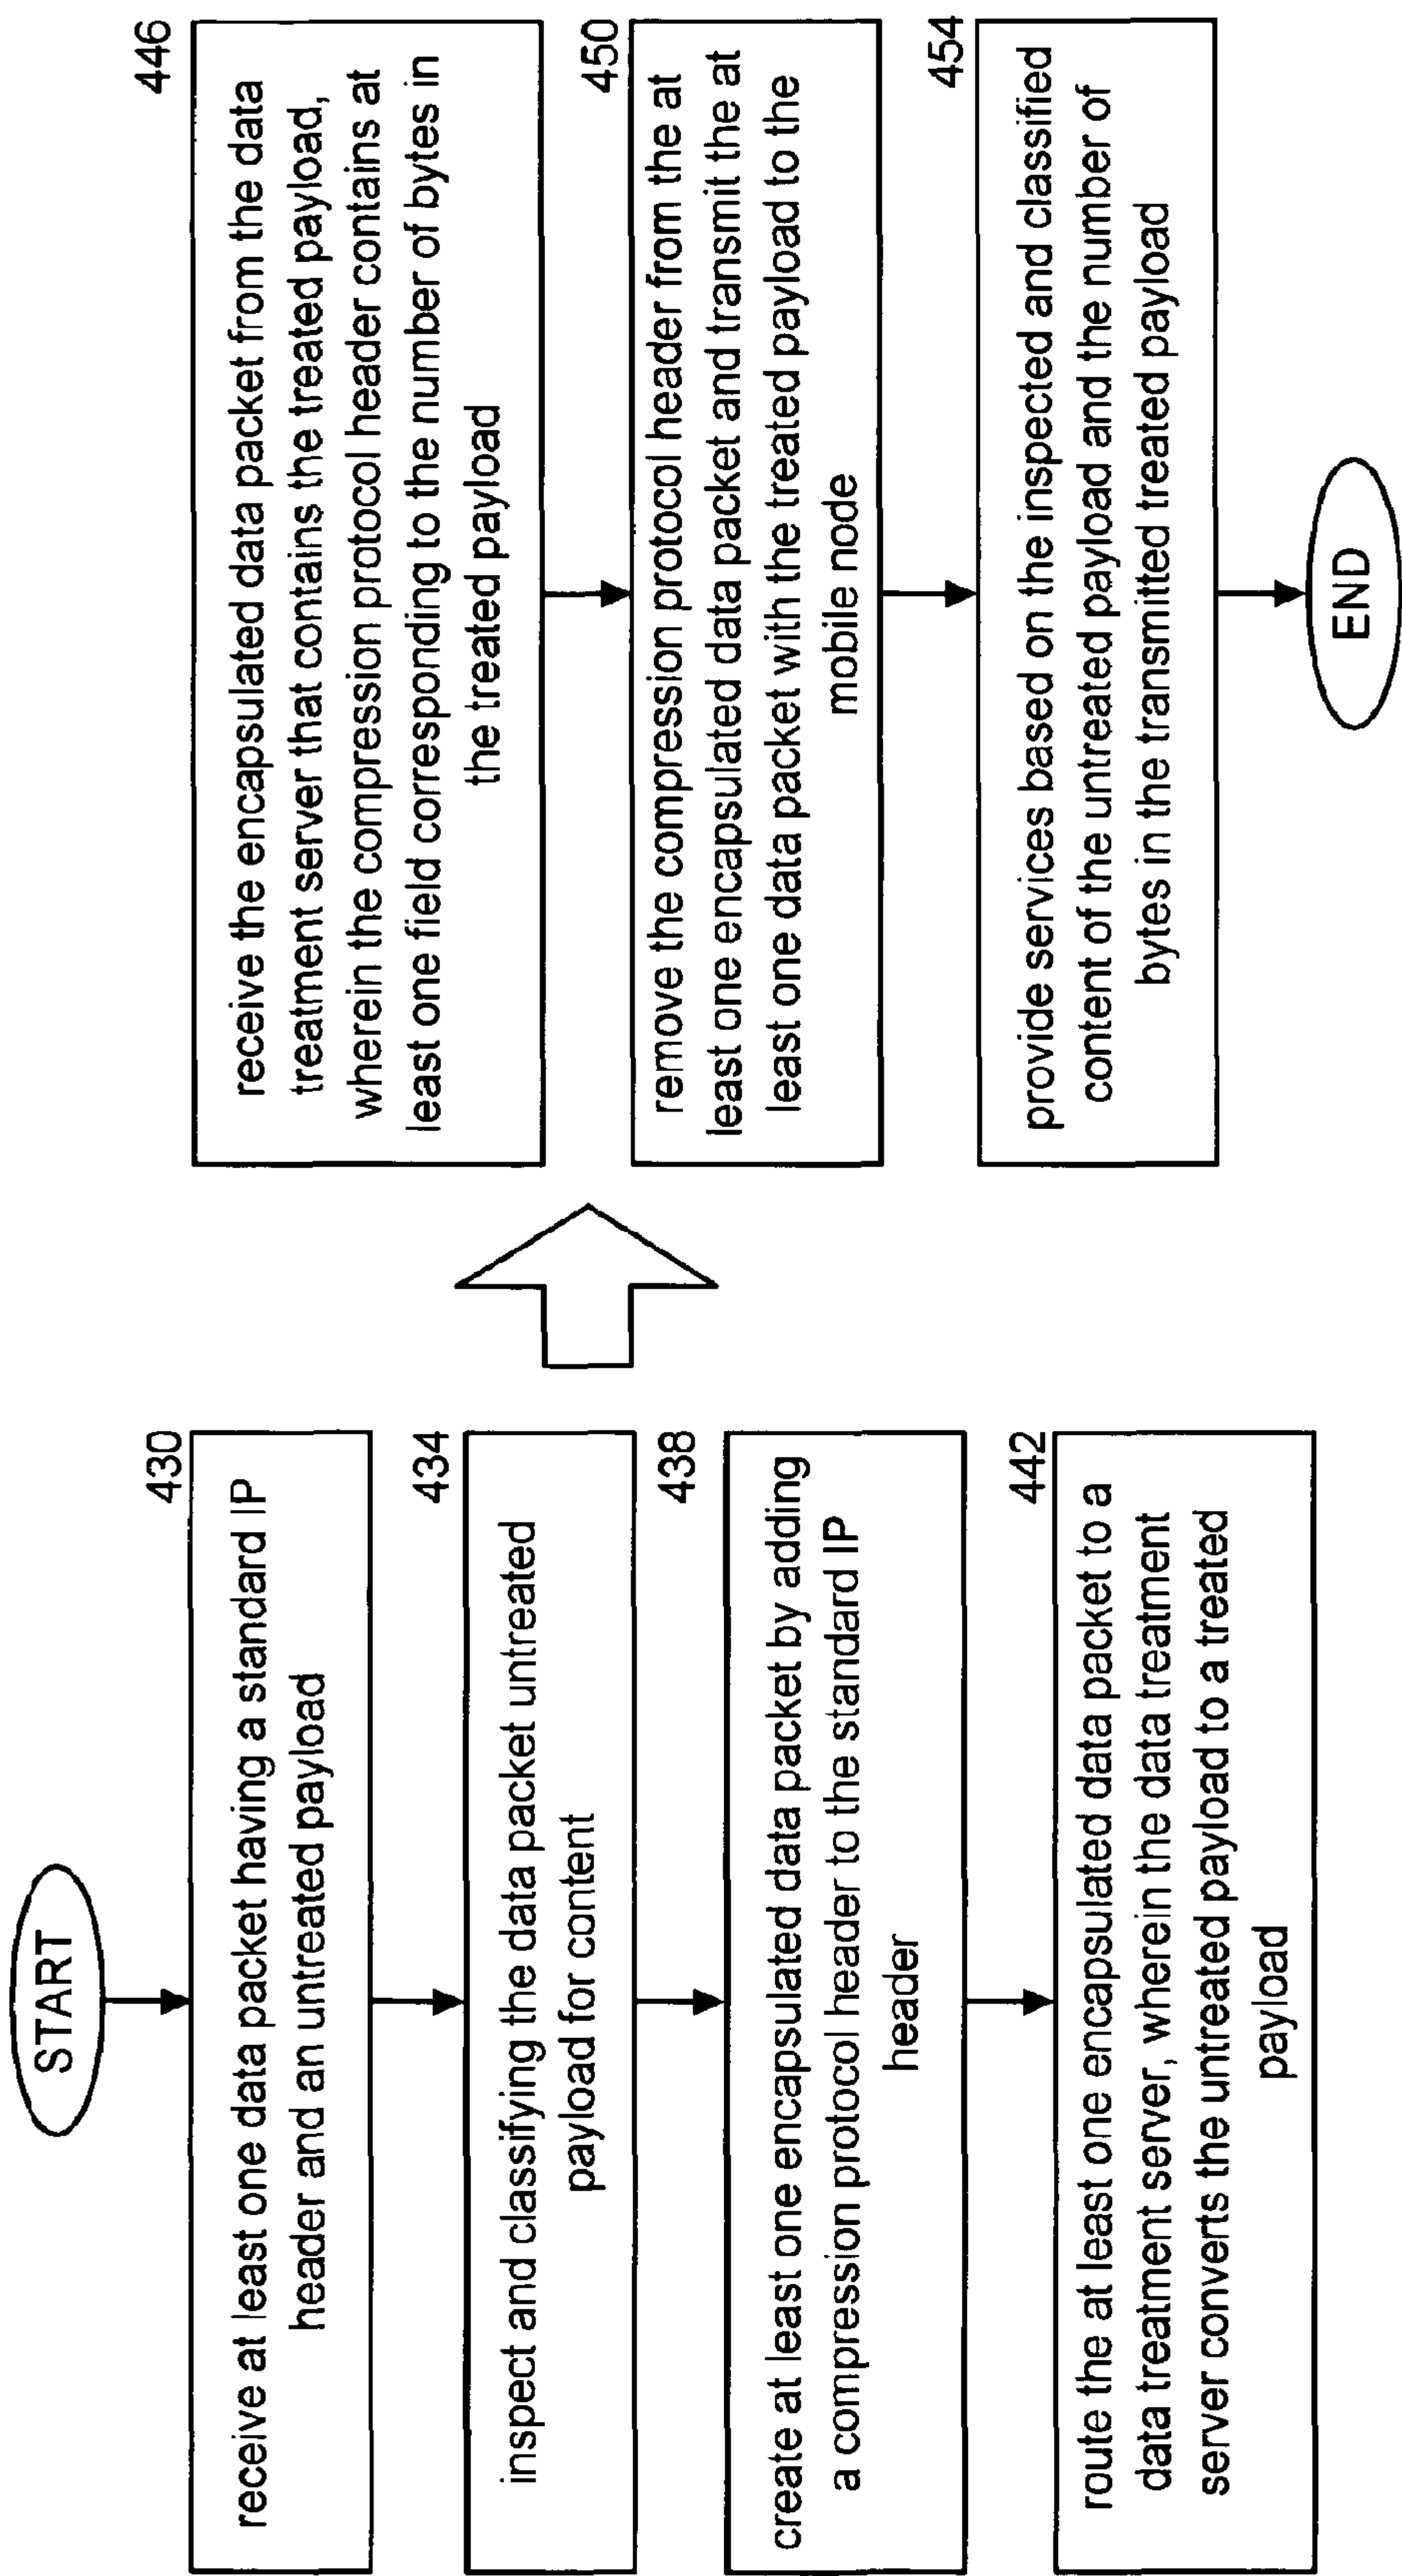 START
430
receive at least one data packet having a standard IP
header and an untreated payload
434
inspect and classifying the data packet untreated
payload for content
438
create at least one encapsulated data packet by adding
a compression protocol header to the standard IP
header
442
route the at least one encapsulated data packet to a
data treatment server, wherein the data treatment
server converts the untreated payload to a treated
payload
446
receive the encapsulated data packet from the data
treatment server that contains the treated payload,
wherein the compression protocol header contains at
least one field corresponding to the number of bytes in
the treated payload
450
remove the compression protocol header from the at
least one encapsulated data packet and transmit the at
least one data packet with the treated payload to the
mobile node
454
provide services based on the inspected and classified
content of the untreated payload and the number of
bytes in the transmitted treated payload
END